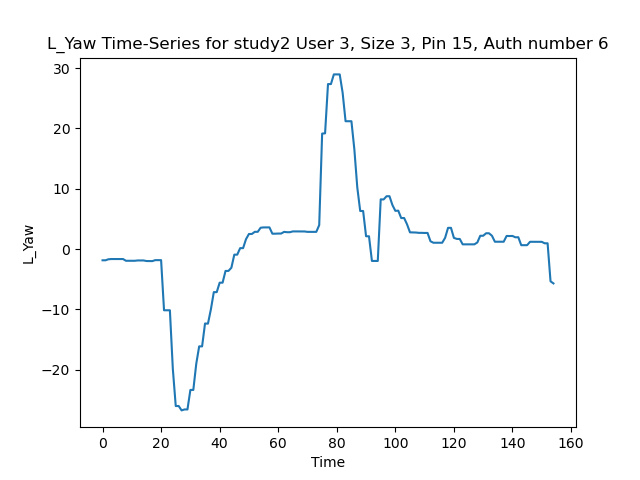 L_Yaw Time-Series for study2 User 3, Size 3, Pin 15, Auth number 6
30
20
10
0
−10
−20
L_Yaw
0 20 40 60 80 100 120 140 160
Time